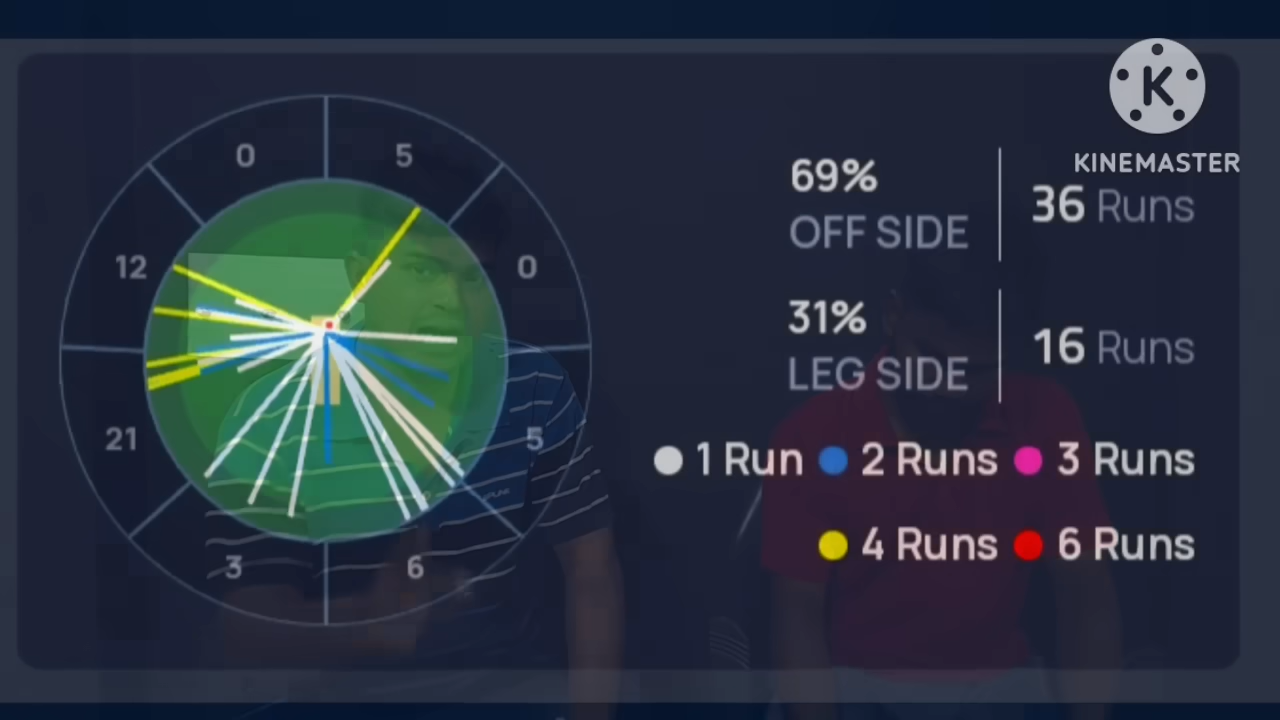 0 5
12 0
21 5
3 6
69%
OFF SIDE
36 Runs
31%
LEG SIDE
16 Runs
1 Run 2 Runs 3 Runs
4 Runs 6 Runs
K
KINEMASTER